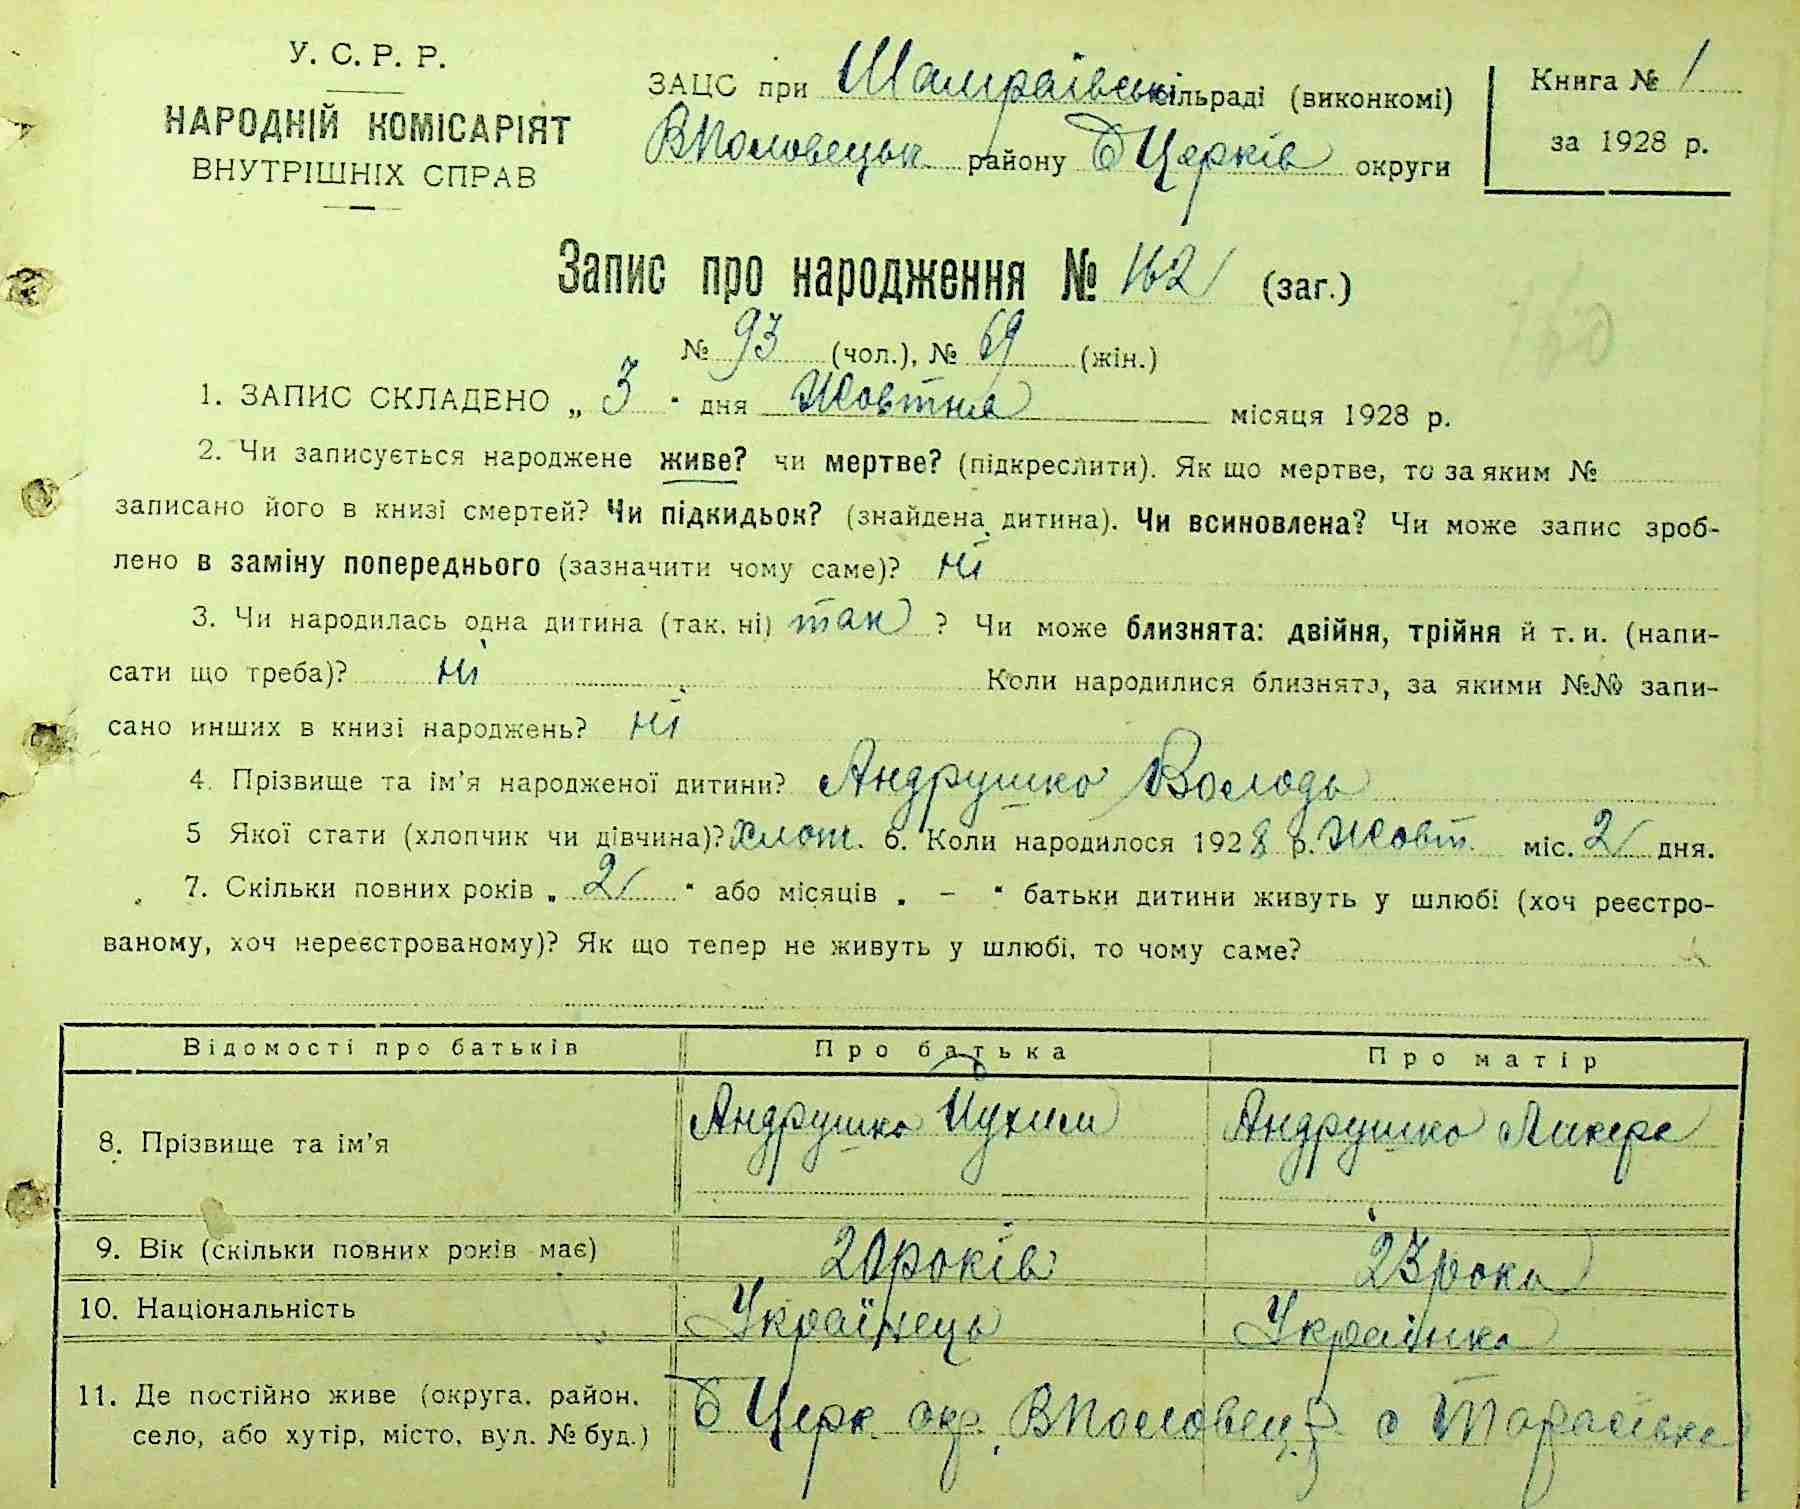 У. С. Р. Р.
НАРОДНІЙ КОМІСАРІЯТ
ВНУТРІШНІХ СПРАВ
ЗАЦС при Шамраївськ сільраді (виконкомі)
ВПоловецьк району БЦерків округи
Книга № 1
за 1928 р.
Запис про народження № 162 (заг.)
№ 93 (чол.), № 69 (жін.)
1. ЗАПИС СКЛАДЕНО „ 3 " дня Жовтня місяця 1928 р.
2. Чи записується народжене живе? чи мертве? (підкреслити). Як що мертве, то за яким №
записано його в книзі смертей? Чи підкидьок? (знайдена дитина). Чи всиновлена? Чи може запис зроб-
лено в заміну попереднього (зазначити чому саме)? ні
3. Чи народилась одна дитина (так. ні) так ? Чи може близнята: двійня, трійня й т. и. (напи-
сати що треба)? ні Коли народилися близнята, за якими №№ запи-
сано инших в книзі народжень? ні
4. Прізвище та ім'я народженої дитини? Андрушко Володь
5 Якої стати (хлопчик чи дівчина)? хлоп. 6. Коли народилося 1928 р. Жовт. міс. 2 дня.
7. Скільки повних років „ 2 " або місяців „ – " батьки дитини живуть у шлюбі (хоч реєстро-
ваному, хоч нереєстрованому)? Як що тепер не живуть у шлюбі, то чому саме?
Відомості про батьків Про батька Про матір
8. Прізвище та ім'я Андрушко Юхим Андрушко Ликера
9. Вік (скільки повних років має) 20 років 23 роки
10. Національність Українець Українка
11. Де постійно живе (округа, район,
село, або хутір, місто, вул. № буд.) БЦерк. окр. ВПоловец. р. с Тарасівка